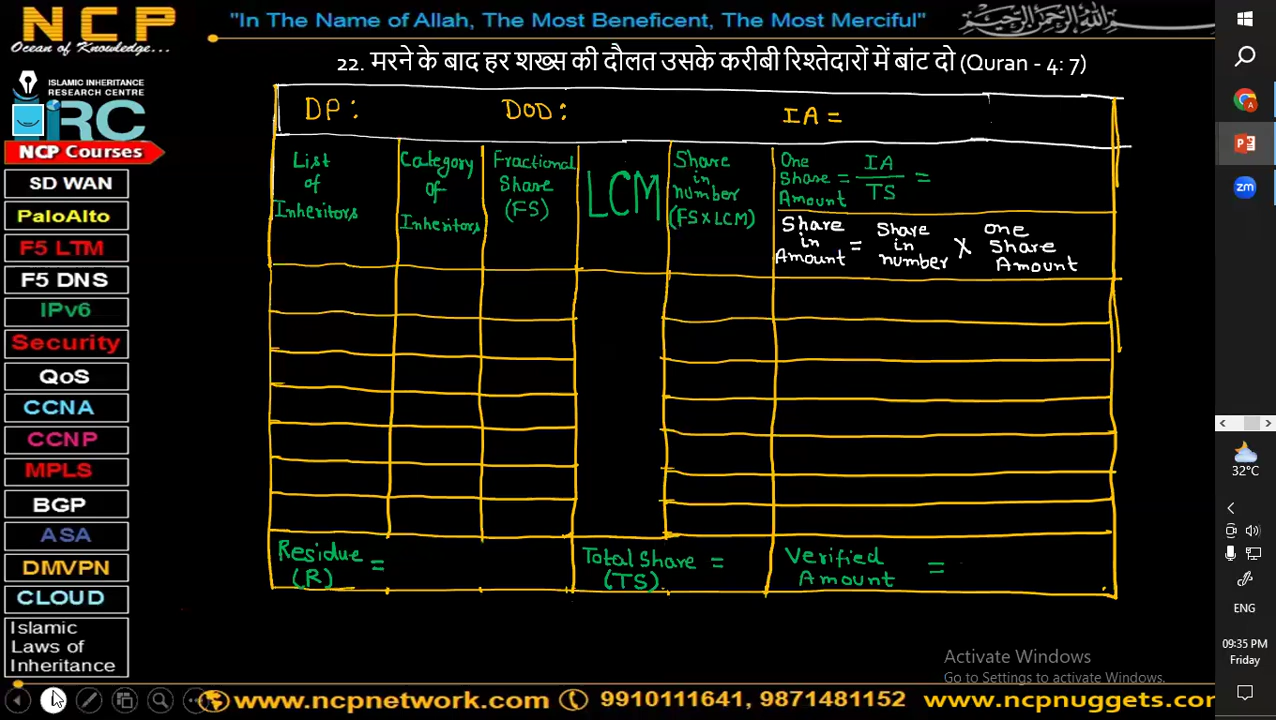 NCP
Ocean of Knowledge...
"In The Name of Allah, The Most Beneficent, The Most Merciful"
بسم الله الرحمن الرحيم
22. मरने के बाद हर शख्स की दौलत उसके करीबी रिश्तेदारों में बांट दो (Quran - 4: 7)
ISLAMIC INHERITANCE
RESEARCH CENTRE
IRC
NCP Courses
SD WAN
PaloAlto
F5 LTM
F5 DNS
IPv6
Security
QoS
CCNA
CCNP
MPLS
BGP
ASA
DMVPN
CLOUD
Islamic
Laws of
Inheritance
DP : DOD : IA =
List
of
Inheritors
Category
of
Inheritors
Fractional
Share
(FS)
LCM
Share
in
number
(FS X LCM)
One
Share
Amount = IA / TS =
Share
in
Amount = Share
in
number X one
Share
Amount
Residue
(R) =
Total Share
(TS) =
Verified
Amount =
Activate Windows
Go to Settings to activate Windows.
www.ncpnetwork.com 9910111641, 9871481152 www.ncpnuggets.com
32°C
ENG
09:35 PM
Friday
zm